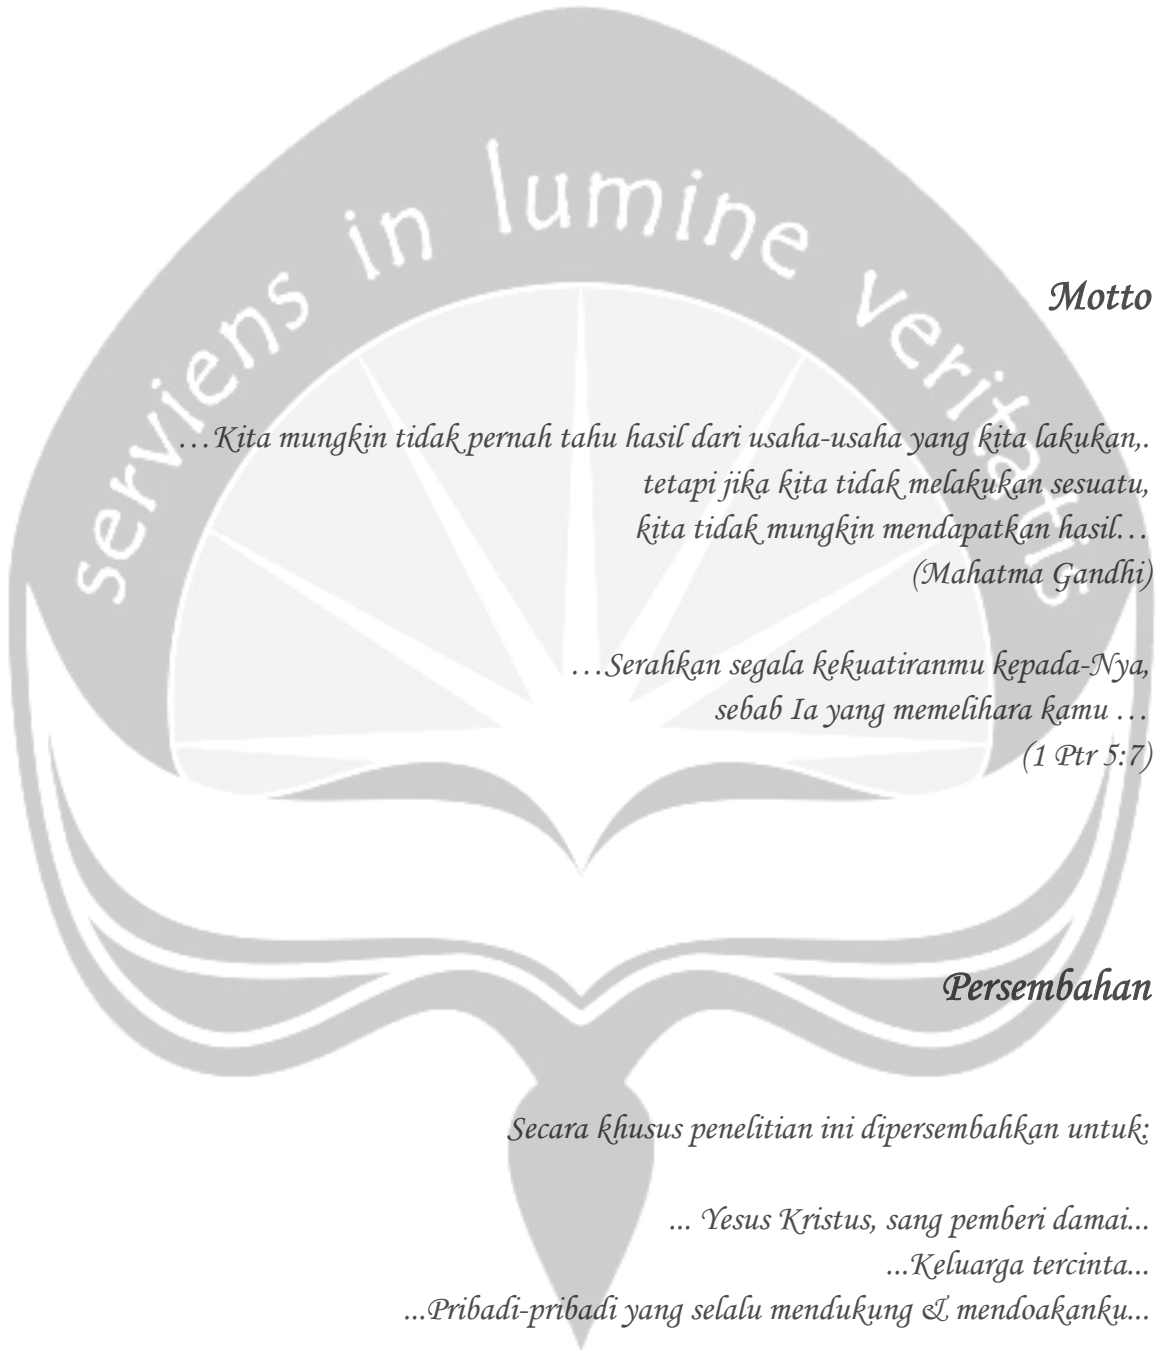 serviens in lumine veritatis
Motto
…Kita mungkin tidak pernah tahu hasil dari usaha-usaha yang kita lakukan,.
tetapi jika kita tidak melakukan sesuatu,
kita tidak mungkin mendapatkan hasil…
(Mahatma Gandhi)
…Serahkan segala kekuatiranmu kepada-Nya,
sebab Ia yang memelihara kamu …
(1 Ptr 5:7)
Persembahan
Secara khusus penelitian ini dipersembahkan untuk:
... Yesus Kristus, sang pemberi damai...
...Keluarga tercinta...
...Pribadi-pribadi yang selalu mendukung & mendoakanku...